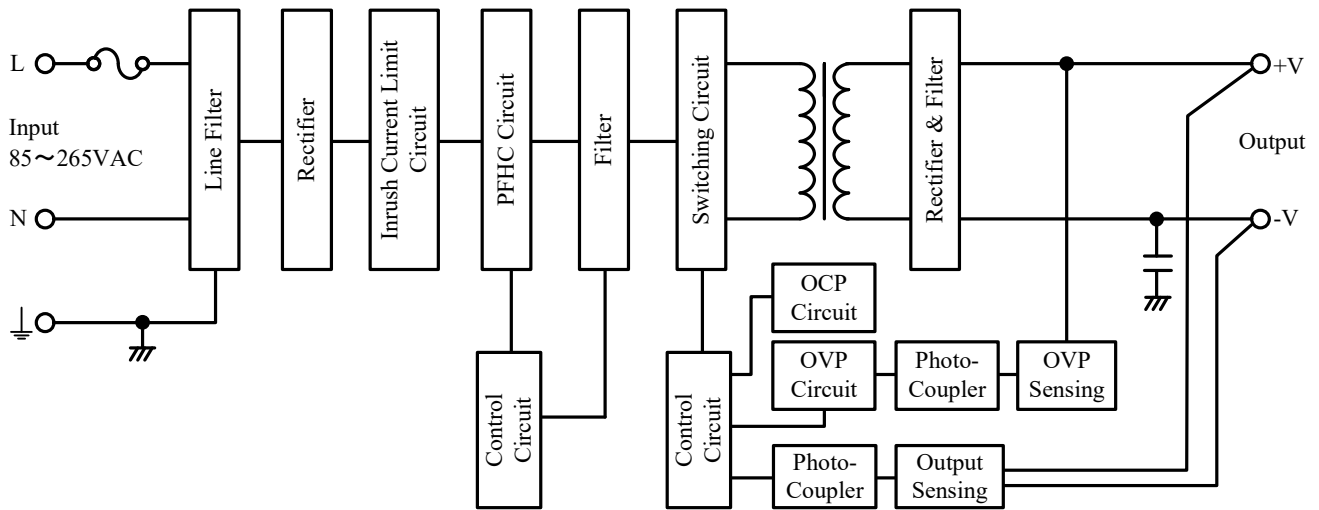 L
Input
85～265VAC
N
Line Filter
Rectifier
Inrush Current Limit
Circuit
PFHC Circuit
Filter
Switching Circuit
Rectifier & Filter
+V
Output
-V
Control
Circuit
Control
Circuit
OCP
Circuit
OVP
Circuit
Photo-
Coupler
OVP
Sensing
Photo-
Coupler
Output
Sensing